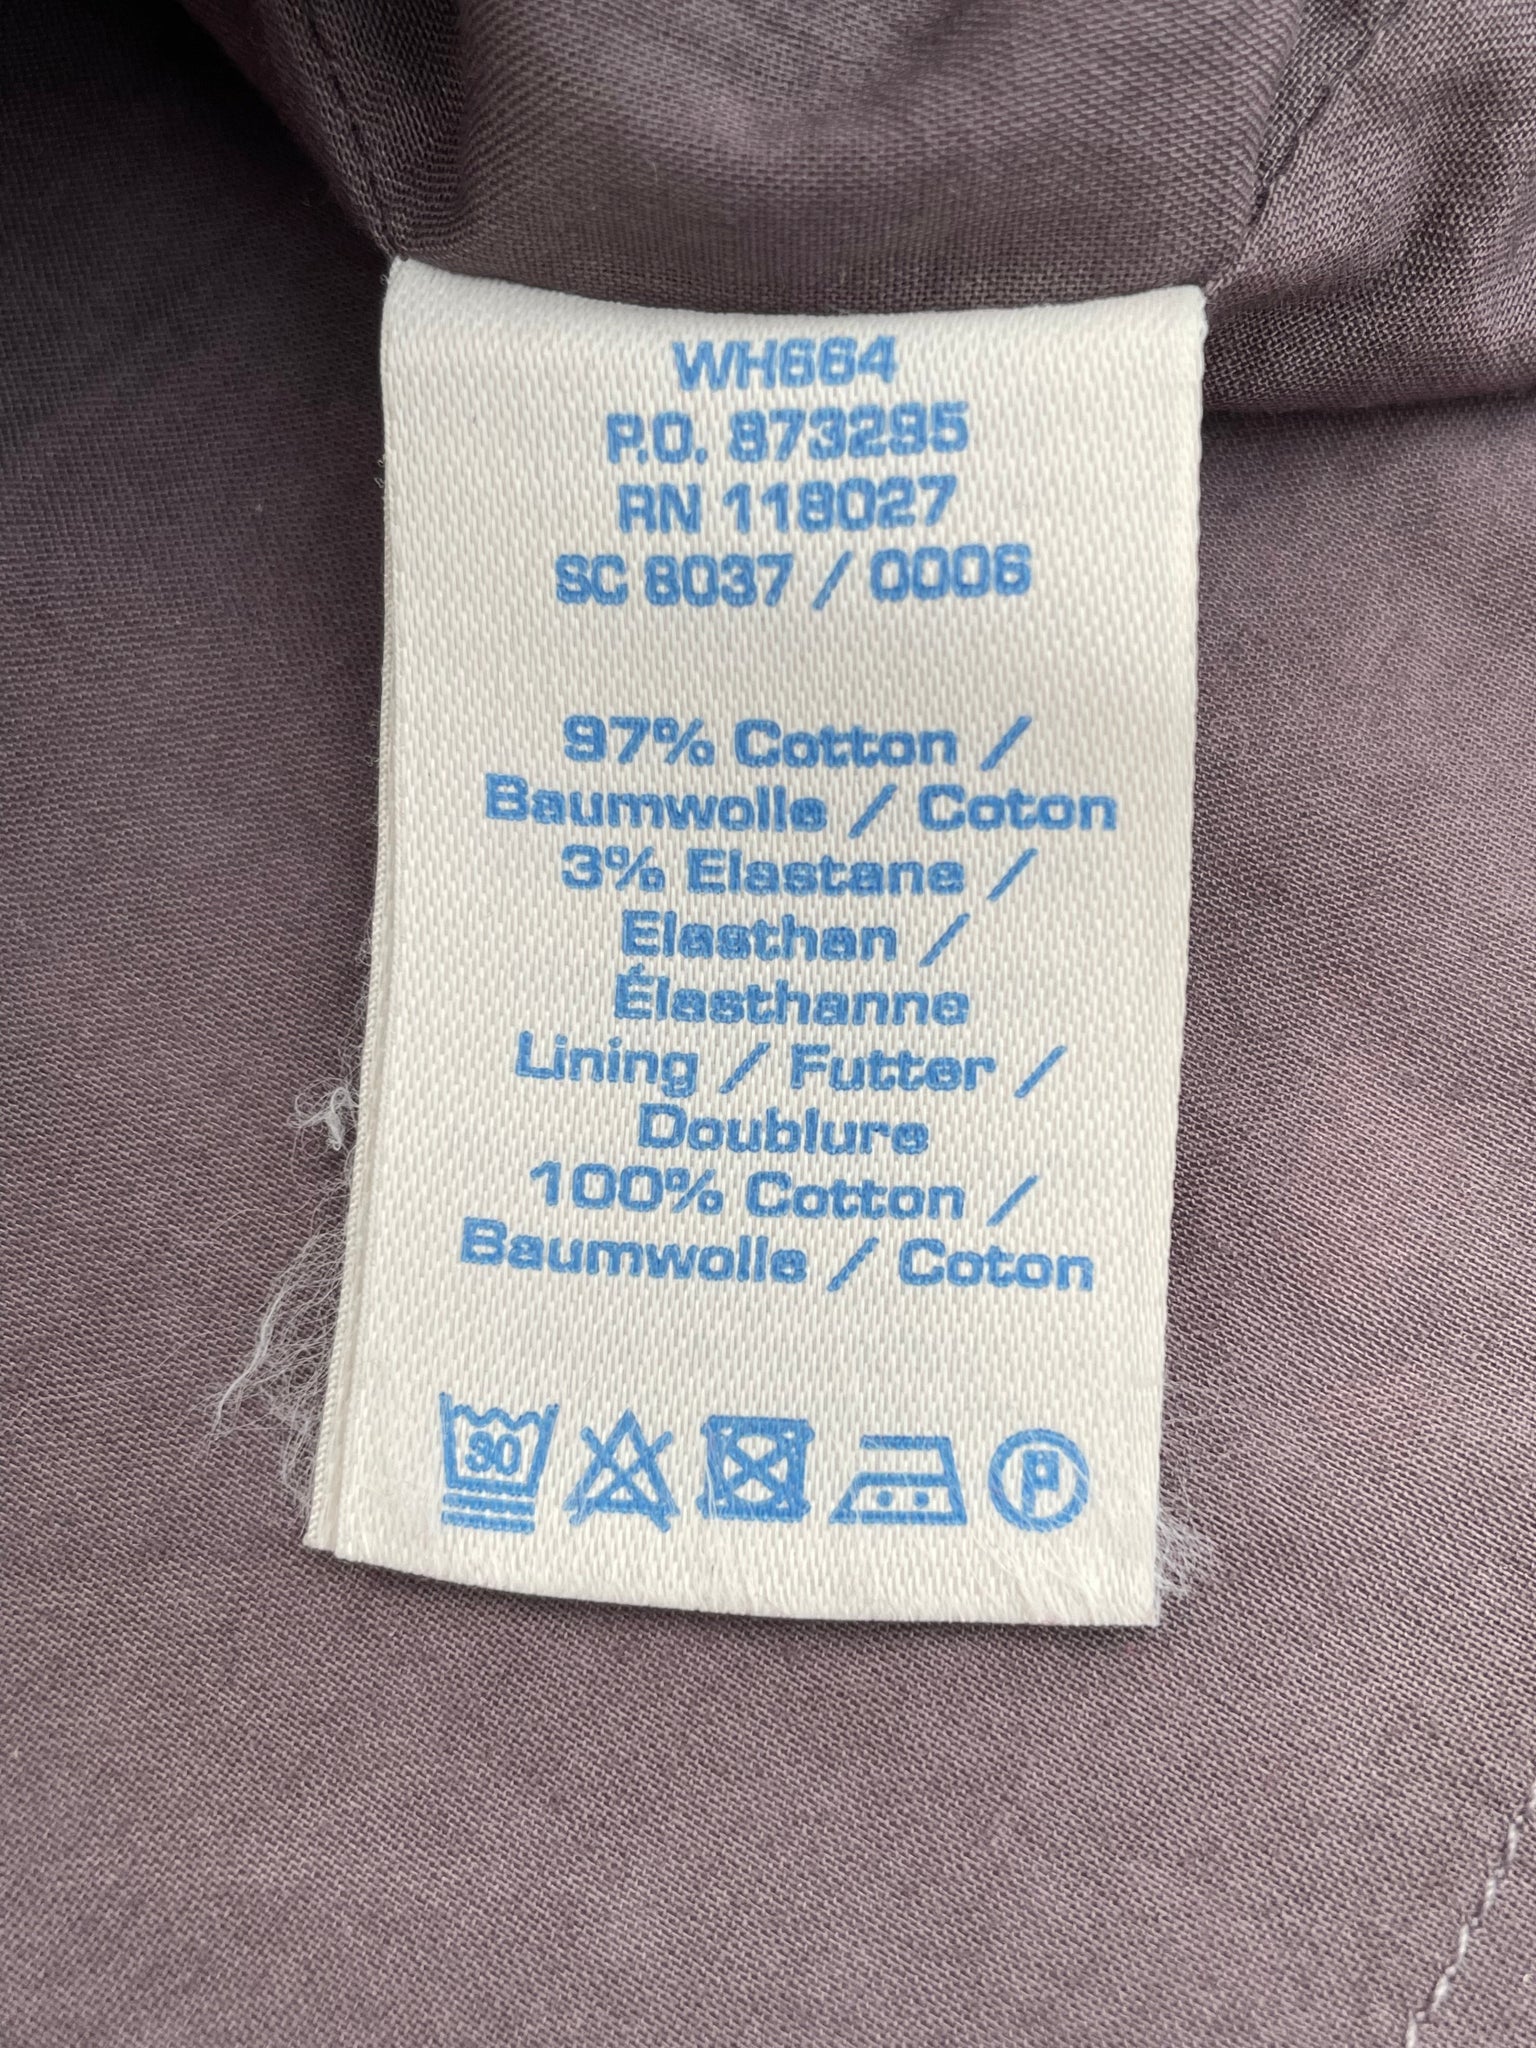 WH664
P.O. 873295
RN 118027
SC 8037 / 0006
97% Cotton /
Baumwolle / Coton
3% Elastane /
Elasthan /
Élasthanne
Lining / Futter /
Doublure
100% Cotton /
Baumwolle / Coton
30 P